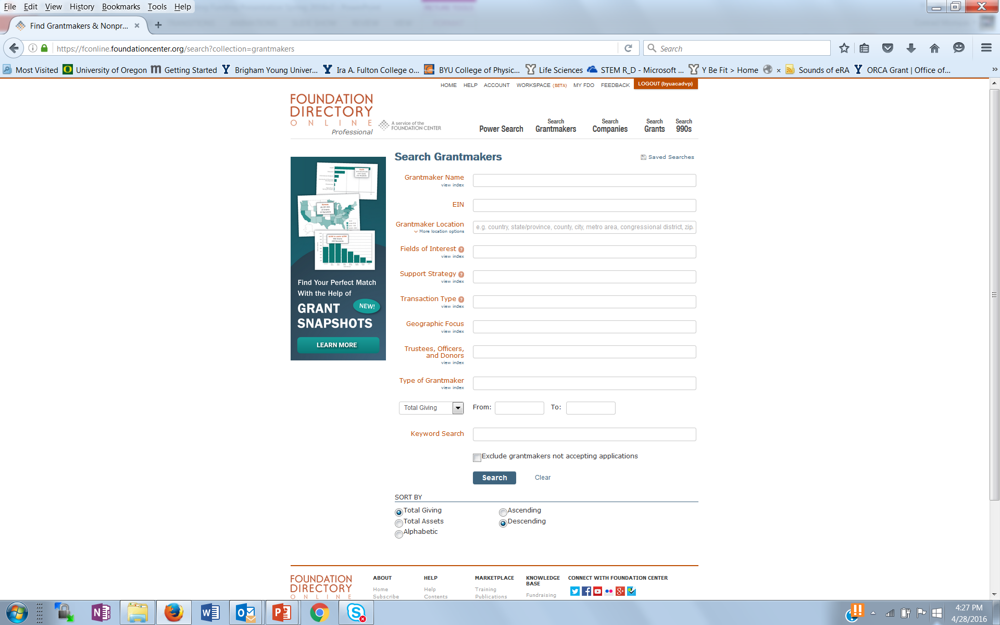 File Edit View History Bookmarks Tools Help
Find Grantmakers & Nonpr...
https://fconline.foundationcenter.org/search?collection=grantmakers
Search
Most Visited University of Oregon Getting Started Brigham Young Univer... Ira A. Fulton College o... BYU College of Physic... Life Sciences STEM R_D - Microsoft ... Y Be Fit > Home Sounds of eRA ORCA Grant | Office of...
HOME HELP ACCOUNT WORKSPACE (BETA) MY FDO FEEDBACK LOGOUT (byuacadvp)
FOUNDATION
DIRECTORY
ONLINE
Professional
A service of the
FOUNDATION CENTER
Power Search
Search
Grantmakers
Search
Companies
Search
Grants
Search
990s
Search Grantmakers
Saved Searches
Find Your Perfect Match
With the Help of
GRANT
NEW!
SNAPSHOTS
LEARN MORE
Grantmaker Name
view index
EIN
Grantmaker Location
More location options
e.g. country, state/province, county, city, metro area, congressional district, zip
Fields of Interest ?
view index
Support Strategy ?
view index
Transaction Type ?
view index
Geographic Focus
view index
Trustees, Officers,
and Donors
view index
Type of Grantmaker
view index
Total Giving From: To:
Keyword Search
Exclude grantmakers not accepting applications
Search Clear
SORT BY
Total Giving Ascending
Total Assets Descending
Alphabetic
FOUNDATION
DIRECTORY
ONLINE
ABOUT
Home
Subscribe
HELP
Help
Contents
MARKETPLACE
Training
Publications
KNOWLEDGE
BASE
Fundraising
CONNECT WITH FOUNDATION CENTER
4:27 PM
4/28/2016